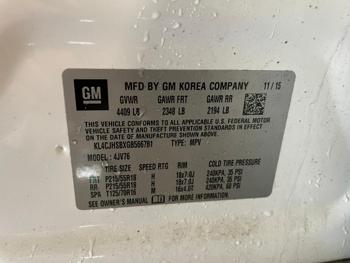 GM
MFD BY GM KOREA COMPANY 11/15
GVWR GAWR FRT GAWR RR
4409 LB 2348 LB 2194 LB
THIS VEHICLE CONFORMS TO ALL APPLICABLE U.S. FEDERAL MOTOR
VEHICLE SAFETY, BUMPER, AND THEFT PREVENTION STANDARDS
IN EFFECT ON THE DATE OF MANUFACTURE SHOWN ABOVE.
KL4CJHSBXGB566781 TYPE: MPV
MODEL: 4JV76
TIRE SIZE SPEED RTG RIM COLD TIRE PRESSURE
FRT P215/55R18 H 18x7.0J 240KPA, 35 PSI
RR P215/55R18 H 18x7.0J 240KPA, 35 PSI
SPA T125/70R16 M 16x4.0T 420KPA, 60 PSI
SEE OWNER'S MANUAL FOR ADDITIONAL INFORMATION.